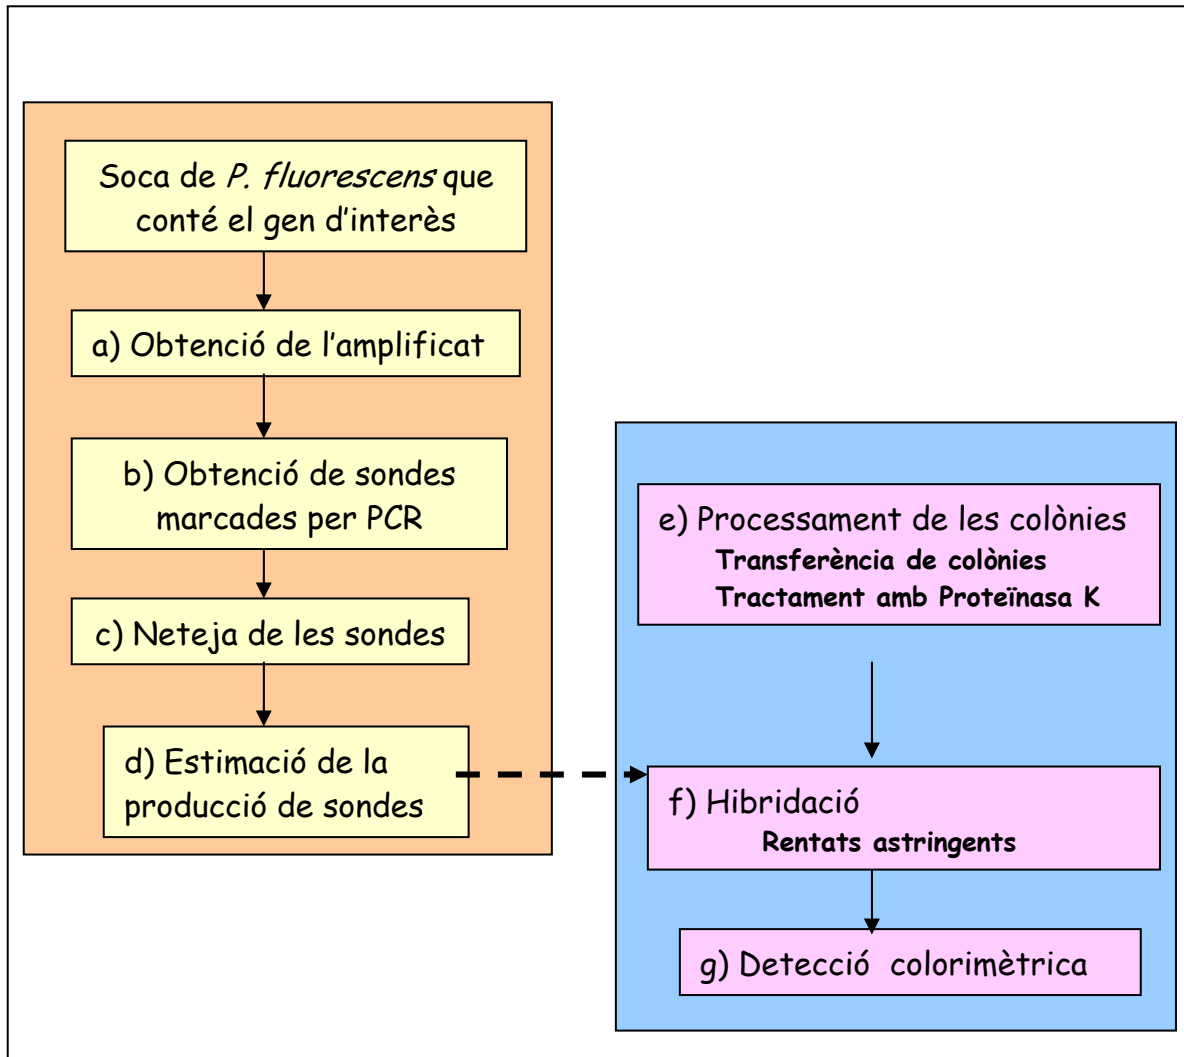 Soca de P. fluorescens que
conté el gen d'interès
a) Obtenció de l'amplificat
b) Obtenció de sondes
marcades per PCR
c) Neteja de les sondes
d) Estimació de la
producció de sondes
e) Processament de les colònies
Transferència de colònies
Tractament amb Proteïnasa K
f) Hibridació
Rentats astringents
g) Detecció colorimètrica